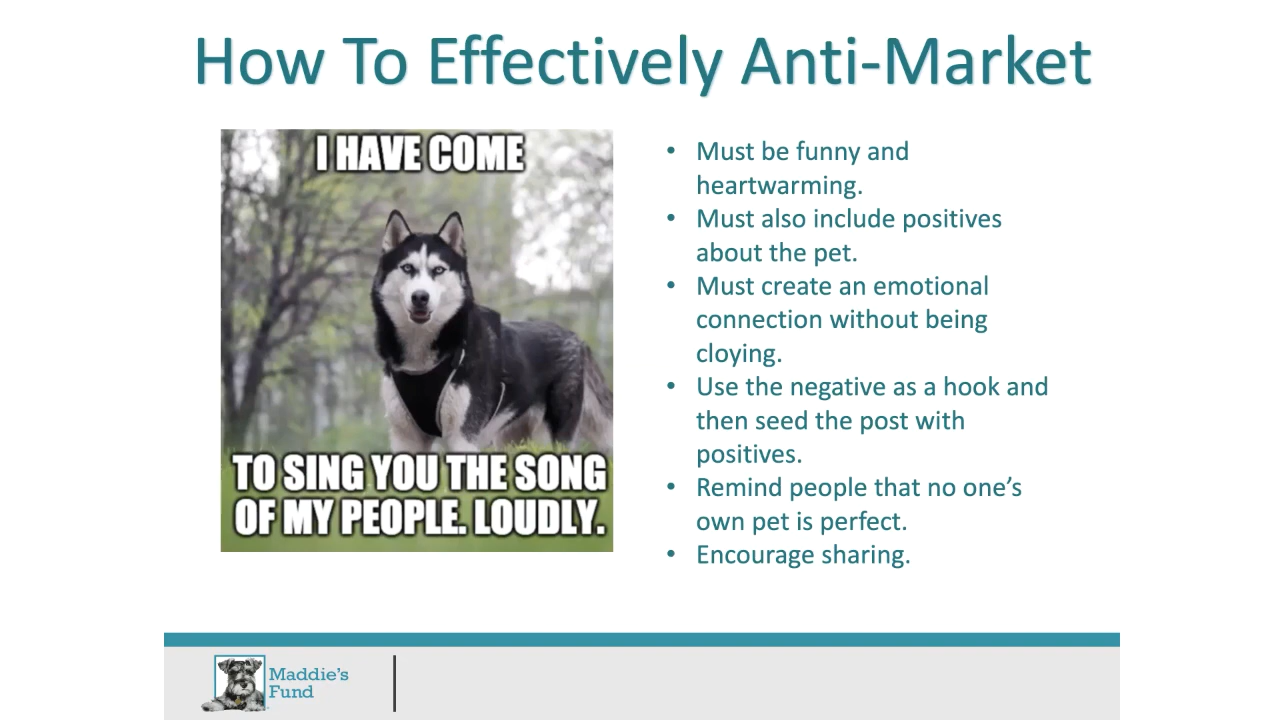 How To Effectively Anti-Market
I HAVE COME
TO SING YOU THE SONG
OF MY PEOPLE. LOUDLY.
• Must be funny and
heartwarming.
• Must also include positives
about the pet.
• Must create an emotional
connection without being
cloying.
• Use the negative as a hook and
then seed the post with
positives.
• Remind people that no one’s
own pet is perfect.
• Encourage sharing.
Maddie's
Fund